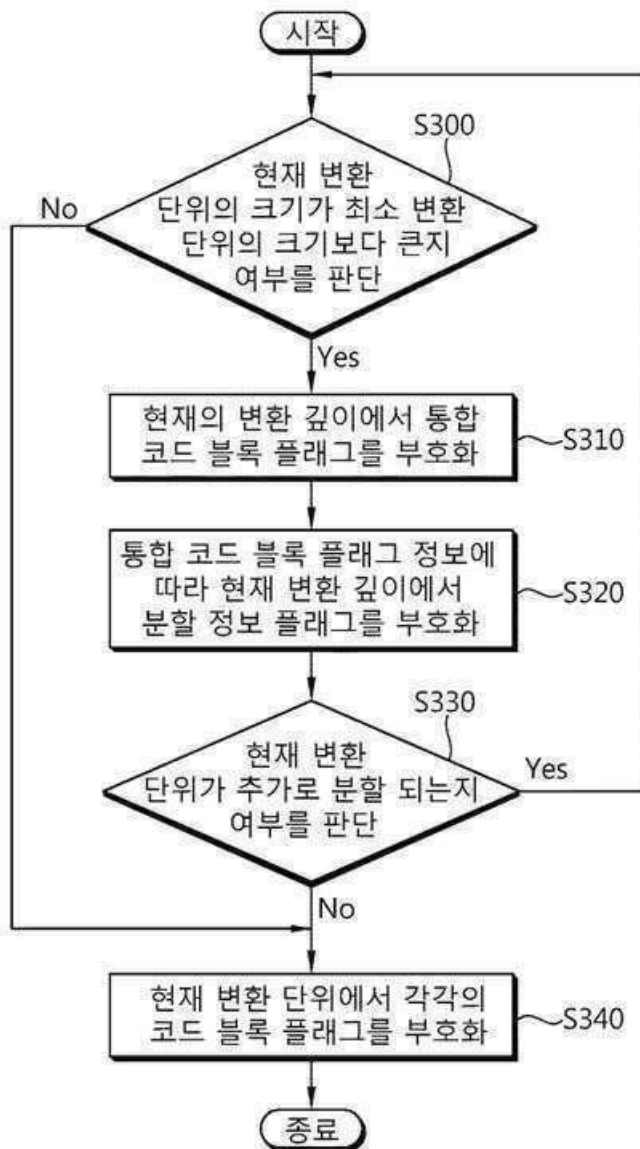 시작
S300
현재 변환
단위의 크기가 최소 변환
단위의 크기보다 큰지
여부를 판단
No
Yes
현재의 변환 깊이에서 통합
코드 블록 플래그를 부호화
S310
통합 코드 블록 플래그 정보에
따라 현재 변환 깊이에서
분할 정보 플래그를 부호화
S320
S330
현재 변환
단위가 추가로 분할 되는지
여부를 판단
Yes
No
현재 변환 단위에서 각각의
코드 블록 플래그를 부호화
S340
종료